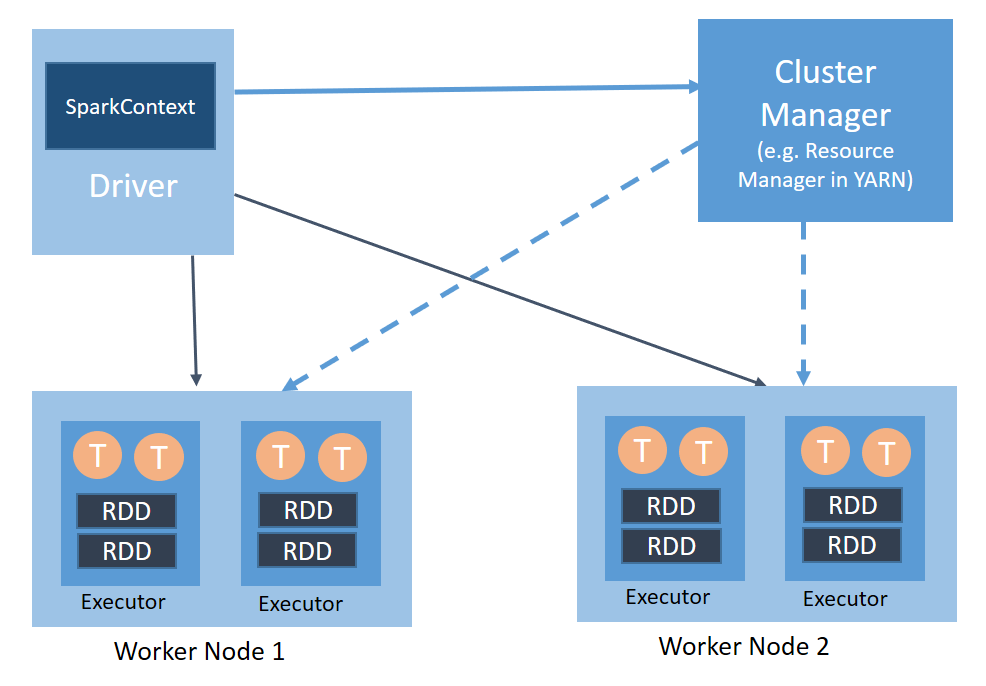 SparkContext
Driver
Cluster
Manager
(e.g. Resource
Manager in YARN)
T T
RDD
RDD
Executor
T T
RDD
RDD
Executor
Worker Node 1
T T
RDD
RDD
Executor
T T
RDD
RDD
Executor
Worker Node 2